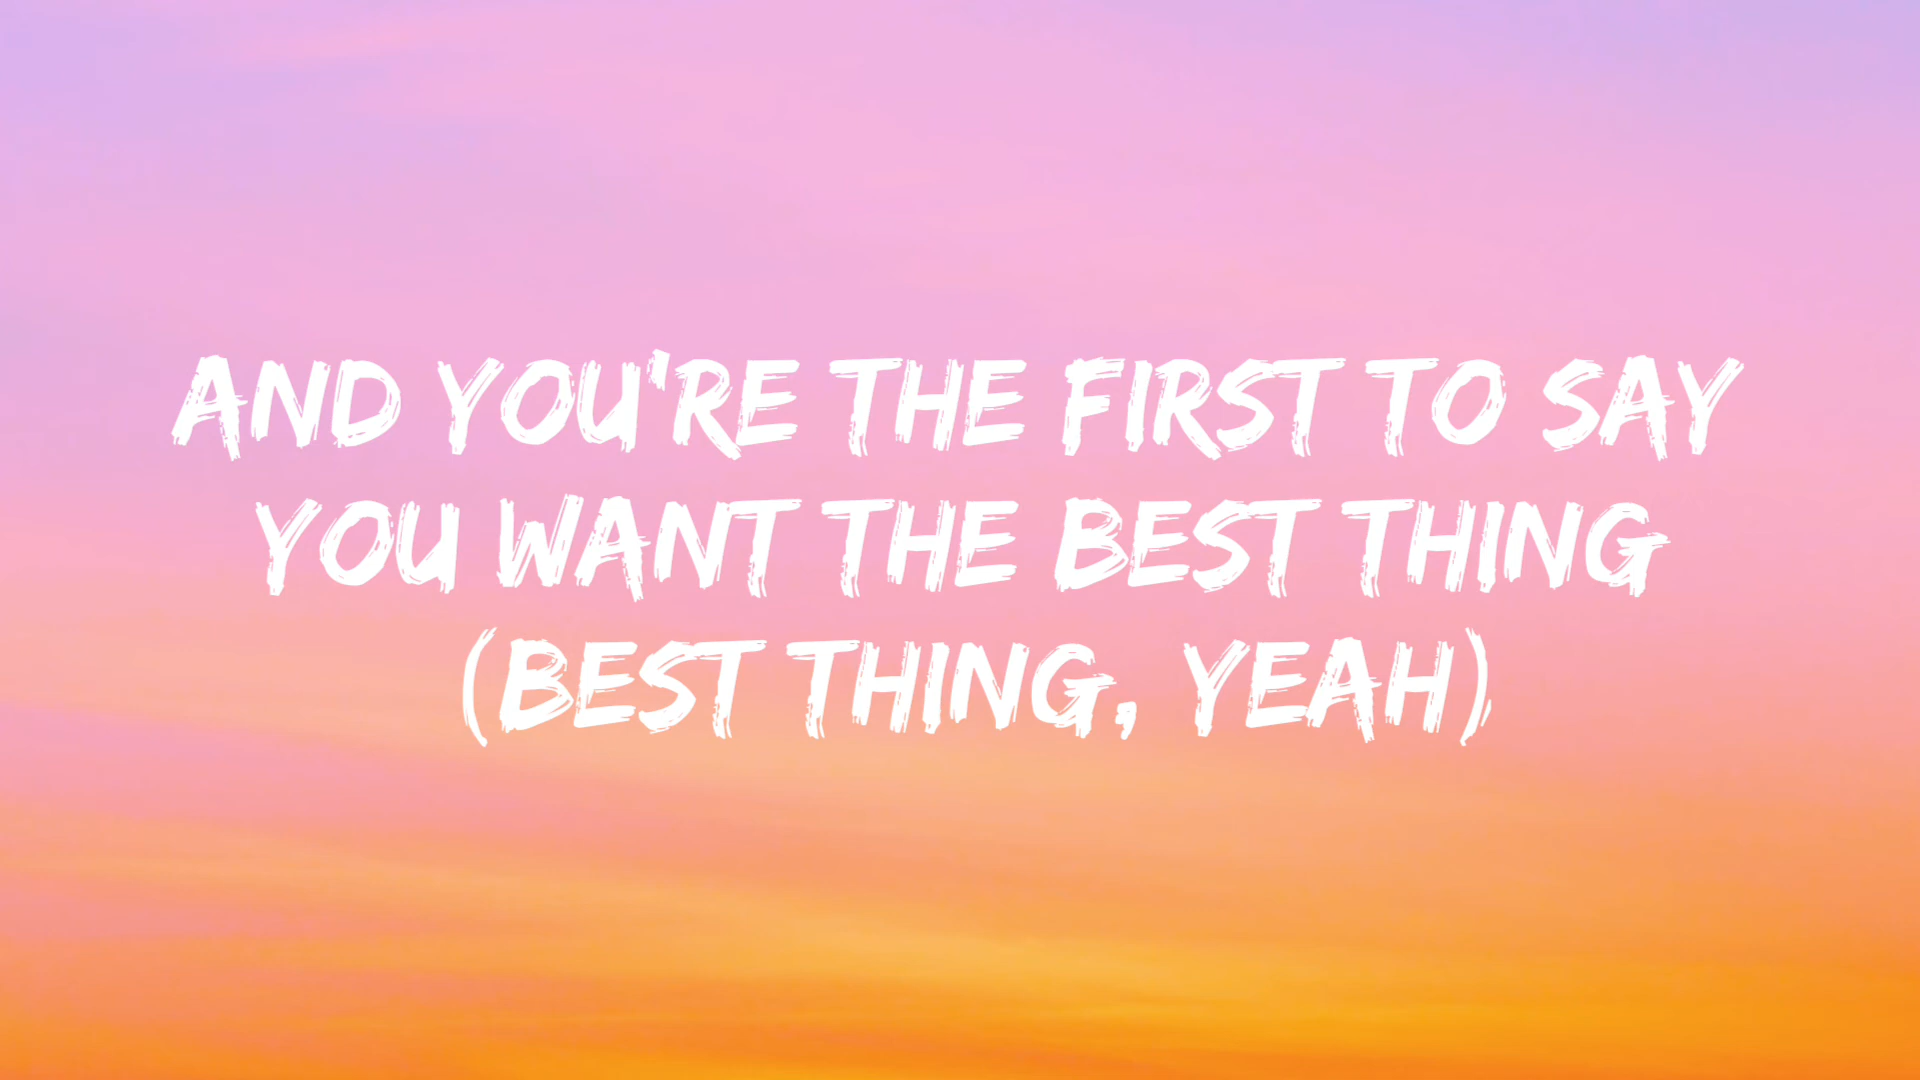 AND YOU'RE THE FIRST TO SAY
YOU WANT THE BEST THING
(BEST THING, YEAH)